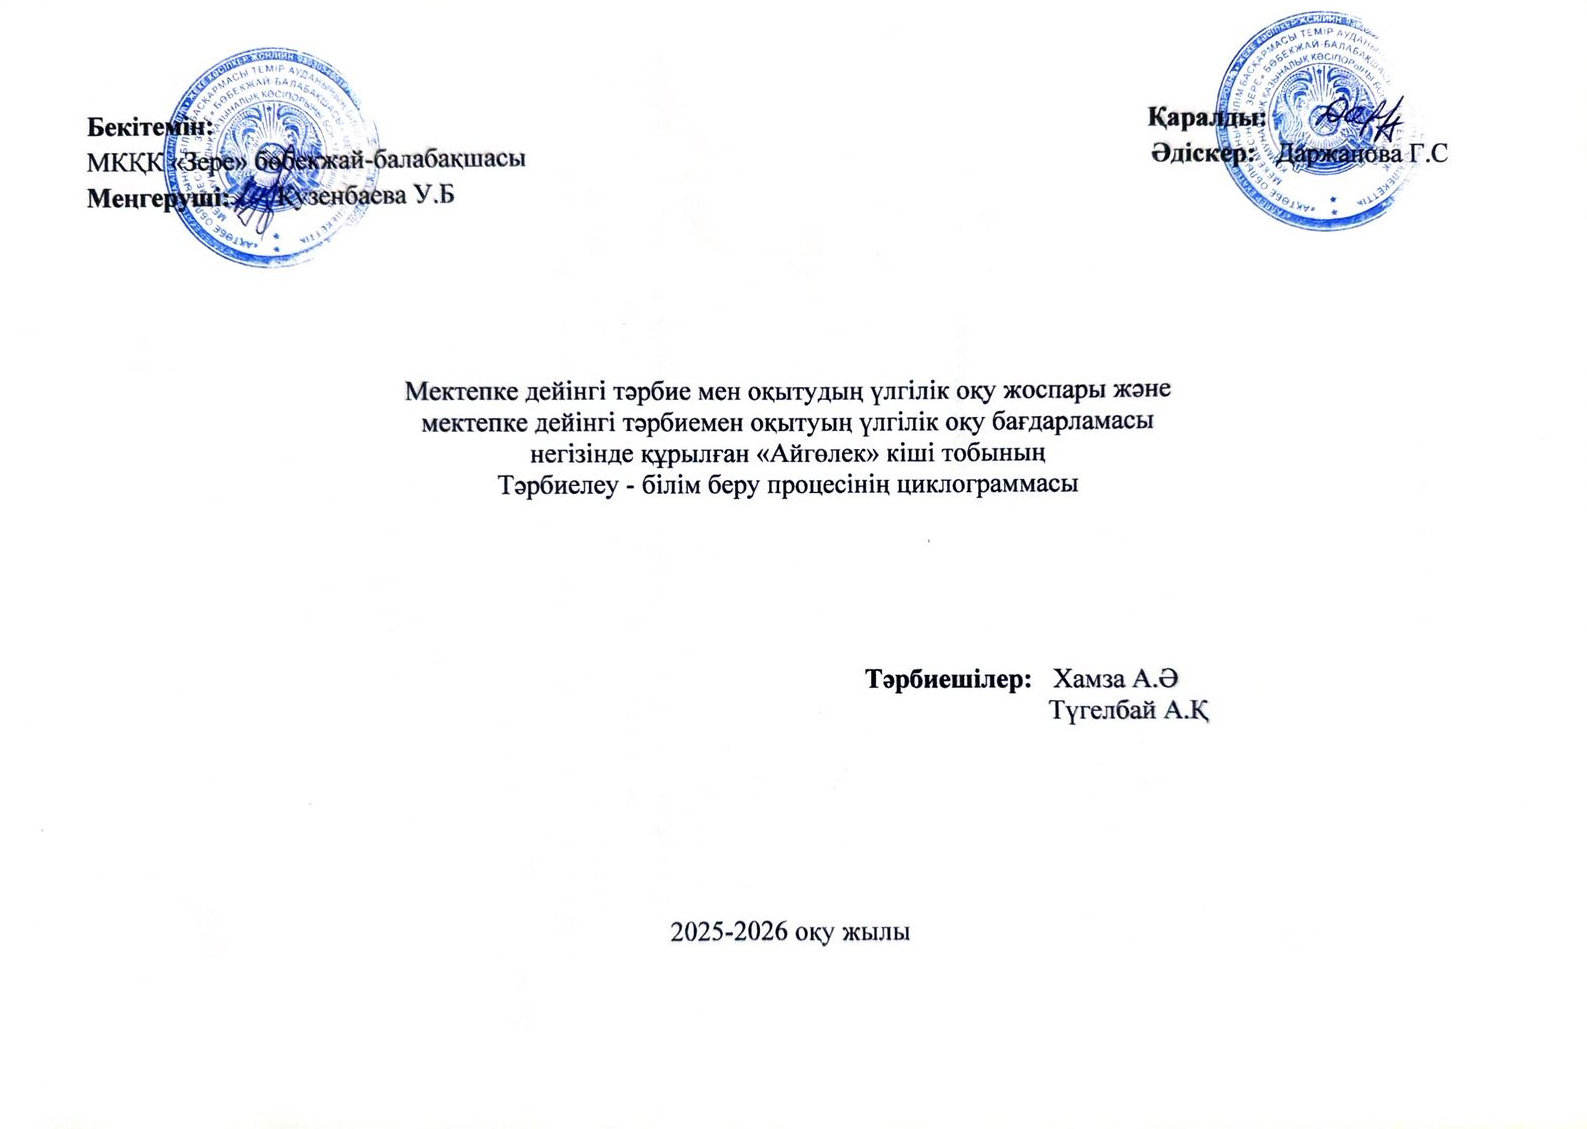 Бекітемін:
МКҚК «Зере» бөбекжай-балабақшасы
Меңгеруші: Кузенбаева У.Б
Қаралды:
Әдіскер: Даржанова Г.С
Мектепке дейінгі тәрбие мен оқытудың үлгілік оқу жоспары және
мектепке дейінгі тәрбиемен оқытуың үлгілік оқу бағдарламасы
негізінде құрылған «Айгөлек» кіші тобының
Тәрбиелеу - білім беру процесінің циклограммасы
Тәрбиешілер: Хамза А.Ә
Түгелбай А.Қ
2025-2026 оқу жылы